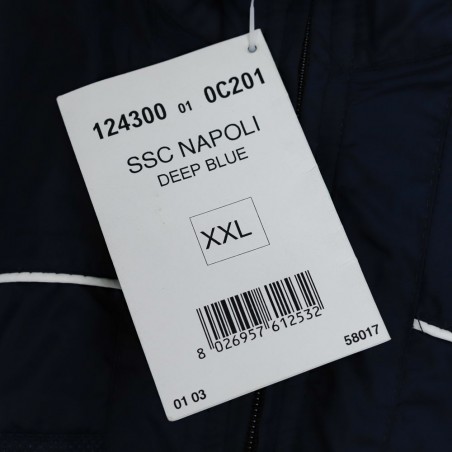 124300 01 0C201
SSC NAPOLI
DEEP BLUE
XXL
8 026957 612532
01 03
58017